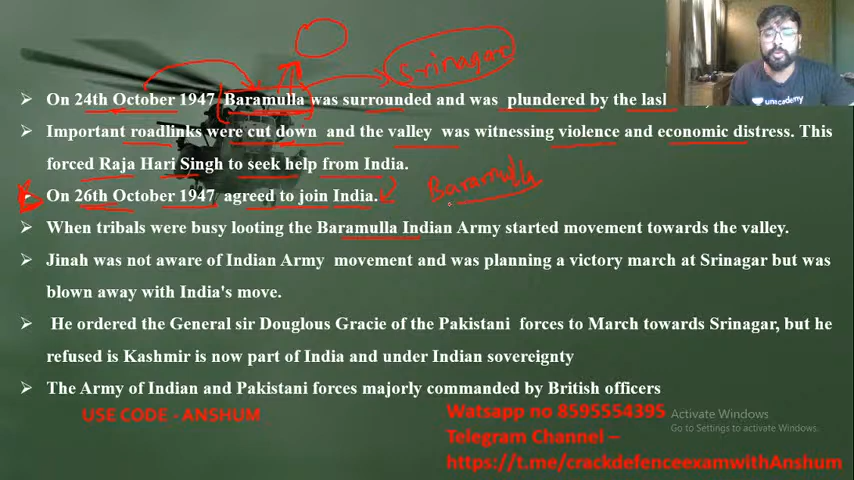 Srinagar
➢ On 24th October 1947 Baramulla was surrounded and was plundered by the
➢ Important roadlinks were cut down and the valley was witnessing violence and economic distress. This
forced Raja Hari Singh to seek help from India.
Baramulla
➢ On 26th October 1947 agreed to join India.
➢ When tribals were busy looting the Baramulla Indian Army started movement towards the valley.
➢ Jinah was not aware of Indian Army movement and was planning a victory march at Srinagar but was
blown away with India's move.
➢ He ordered the General sir Douglous Gracie of the Pakistani forces to March towards Srinagar, but he
refused is Kashmir is now part of India and under Indian sovereignty
➢ The Army of Indian and Pakistani forces majorly commanded by British officers
USE CODE - ANSHUM
Watsapp no 8595554395
Telegram Channel –
https://t.me/crackdefenceexamwithAnshum
Activate Windows
Go to Settings to activate Windows.
unacademy